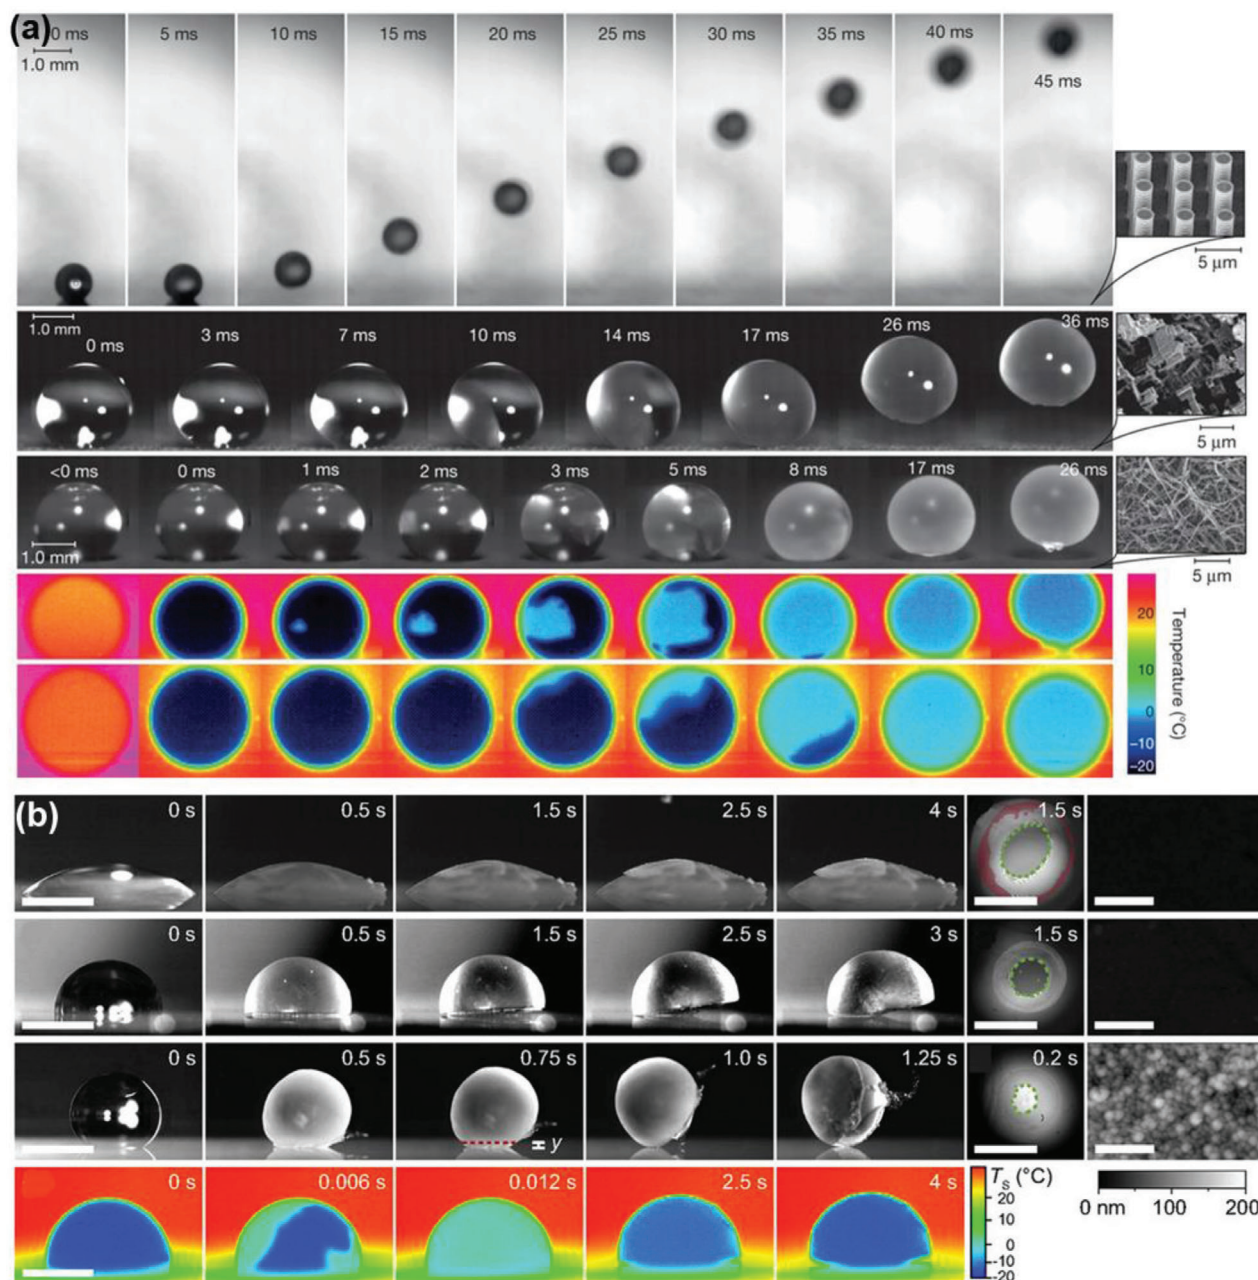 (a)
0 ms 5 ms 10 ms 15 ms 20 ms 25 ms 30 ms 35 ms 40 ms
1.0 mm
45 ms
5 μm
1.0 mm
0 ms 3 ms 7 ms 10 ms 14 ms 17 ms 26 ms 36 ms
5 μm
<0 ms 0 ms 1 ms 2 ms 3 ms 5 ms 8 ms 17 ms 26 ms
1.0 mm
5 μm
20
10
0
-10
-20
Temperature (°C)
(b)
0 s 0.5 s 1.5 s 2.5 s 4 s 1.5 s
0 s 0.5 s 1.5 s 2.5 s 3 s 1.5 s
0 s 0.5 s 0.75 s 1.0 s 1.25 s 0.2 s
y
0 s 0.006 s 0.012 s 2.5 s 4 s
Ts (°C)
20
10
0
-10
-20
0 nm 100 200